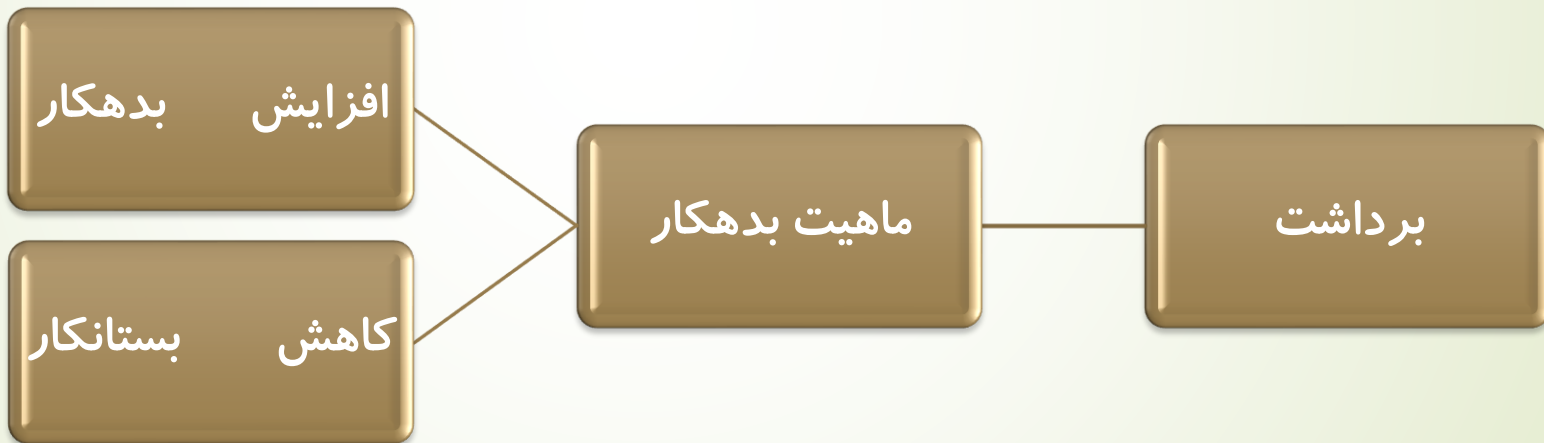 برداشت
ماهیت بدهکار
افزایش بدهکار
کاهش بستانکار